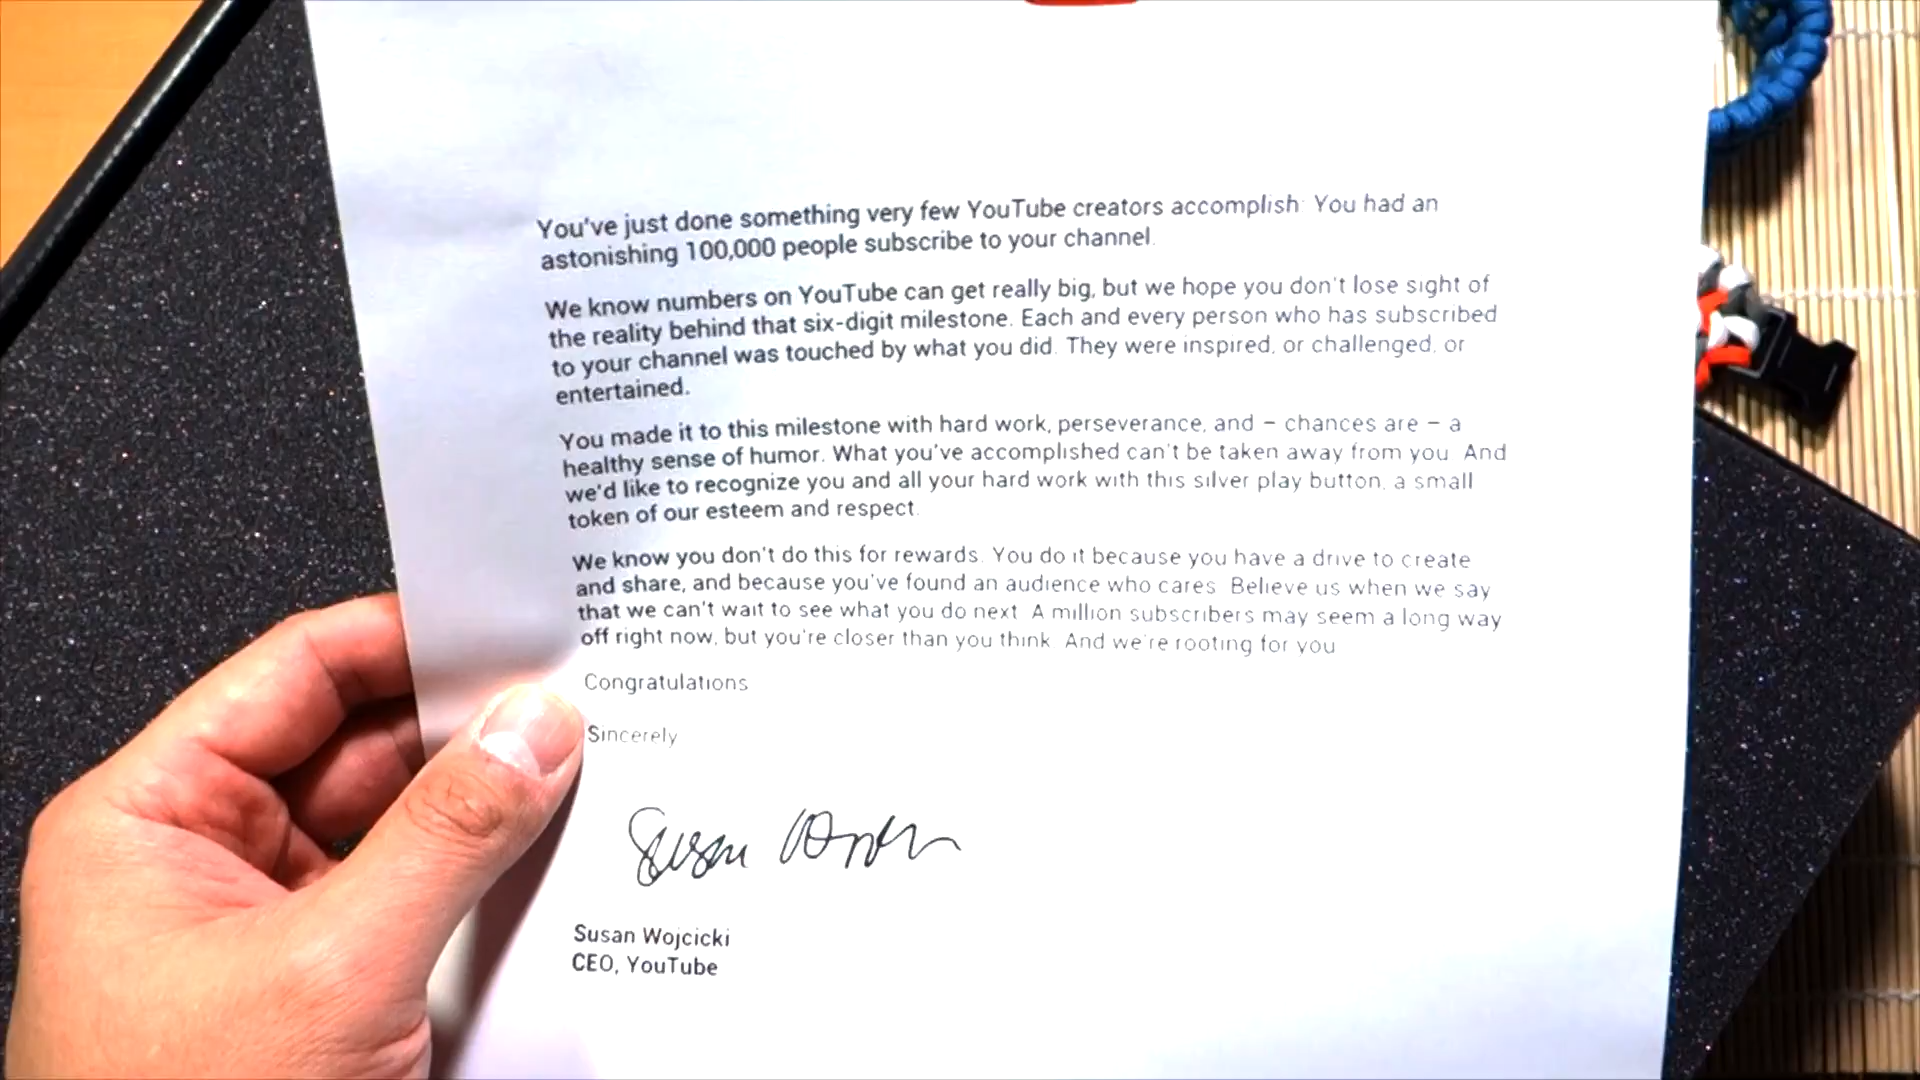 You've just done something very few YouTube creators accomplish: You had an
astonishing 100,000 people subscribe to your channel.
We know numbers on YouTube can get really big, but we hope you don't lose sight of
the reality behind that six-digit milestone. Each and every person who has subscribed
to your channel was touched by what you did. They were inspired, or challenged, or
entertained.
You made it to this milestone with hard work, perseverance, and – chances are – a
healthy sense of humor. What you've accomplished can't be taken away from you. And
we'd like to recognize you and all your hard work with this silver play button, a small
token of our esteem and respect.
We know you don't do this for rewards. You do it because you have a drive to create
and share, and because you've found an audience who cares. Believe us when we say
that we can't wait to see what you do next. A million subscribers may seem a long way
off right now, but you're closer than you think. And we're rooting for you
Congratulations
Sincerely
Susan
Susan Wojcicki
CEO, YouTube